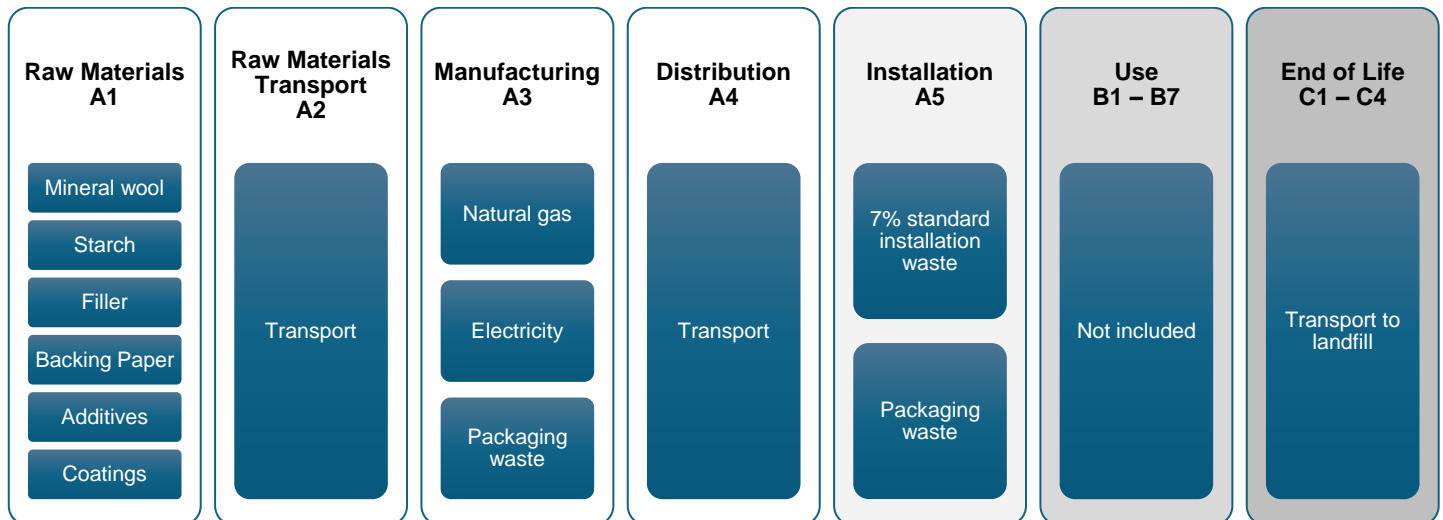 Raw Materials
A1
Mineral wool
Starch
Filler
Backing Paper
Additives
Coatings
Raw Materials
Transport
A2
Transport
Manufacturing
A3
Natural gas
Electricity
Packaging
waste
Distribution
A4
Transport
Installation
A5
7% standard
installation
waste
Packaging
waste
Use
B1 – B7
Not included
End of Life
C1 – C4
Transport to
landfill